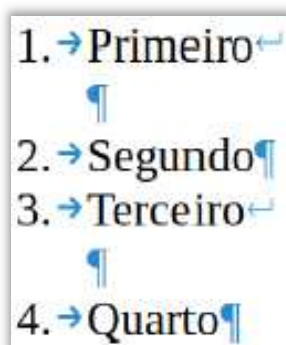 1. → Primeiro ↵
¶
2. → Segundo¶
3. → Terceiro ↵
¶
4. → Quarto¶